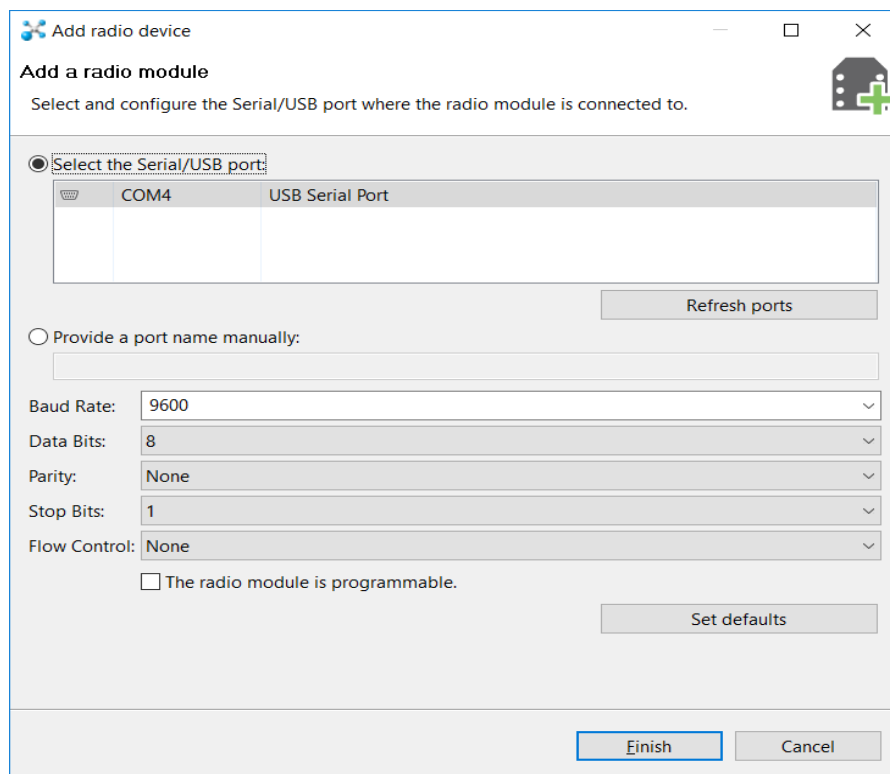 Add radio device
Add a radio module
Select and configure the Serial/USB port where the radio module is connected to.
Select the Serial/USB port:
COM4 USB Serial Port
Refresh ports
Provide a port name manually:
Baud Rate: 9600
Data Bits: 8
Parity: None
Stop Bits: 1
Flow Control: None
The radio module is programmable.
Set defaults
Finish Cancel